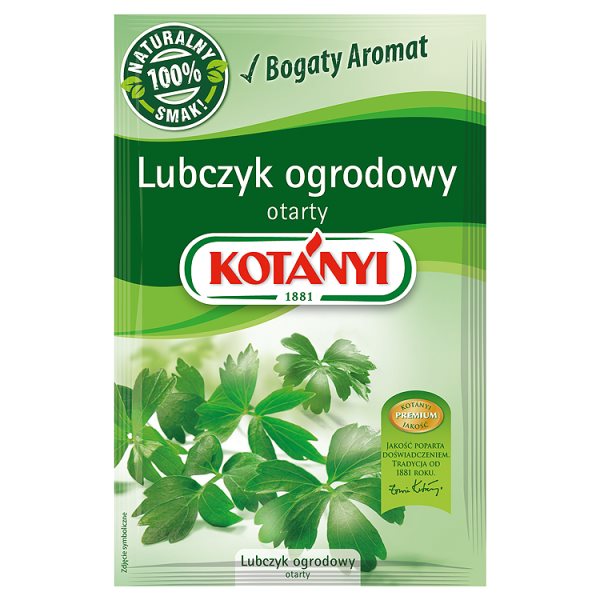 NATURALNY
100%
SMAK!
Bogaty Aromat
Lubczyk ogrodowy
otarty
KOTÁNYI
1881
KOTÁNYI
PREMIUM
JAKOŚĆ
JAKOŚĆ POPARTA
DOŚWIADCZENIEM.
TRADYCJA OD
1881 ROKU.
Zdjęcie symboliczne
Lubczyk ogrodowy
otarty